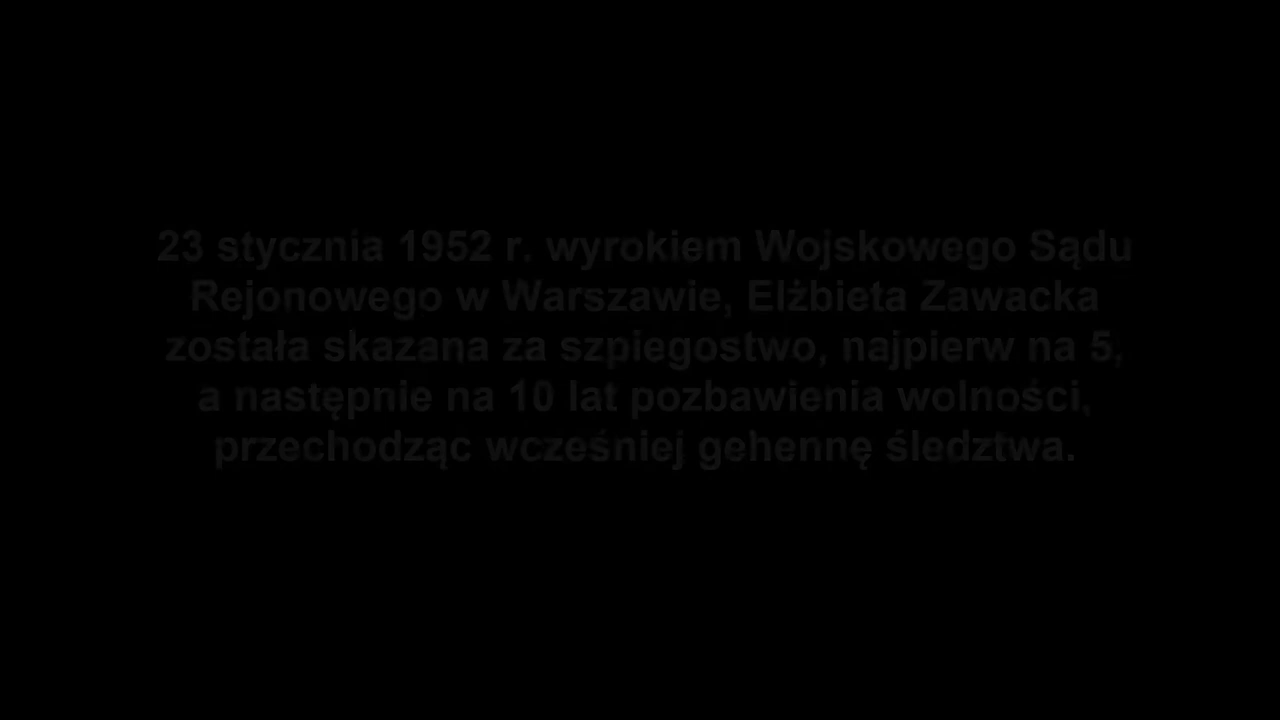 23 stycznia 1952 r. wyrokiem Wojskowego Sądu
Rejonowego w Warszawie, Elżbieta Zawacka
została skazana za szpiegostwo, najpierw na 5,
a następnie na 10 lat pozbawienia wolności,
przechodząc wcześniej gehennę śledztwa.